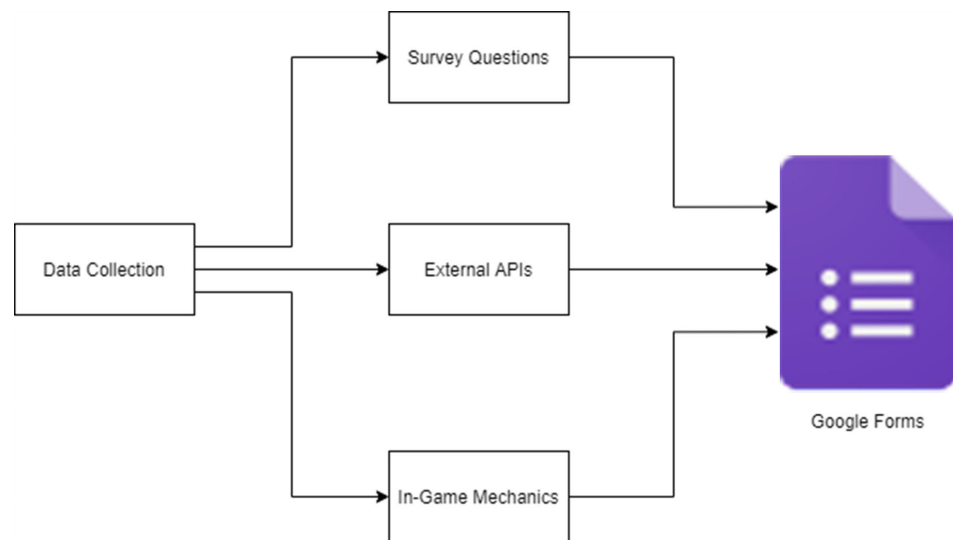 Survey Questions
Data Collection
External APIs
Google Forms
In-Game Mechanics